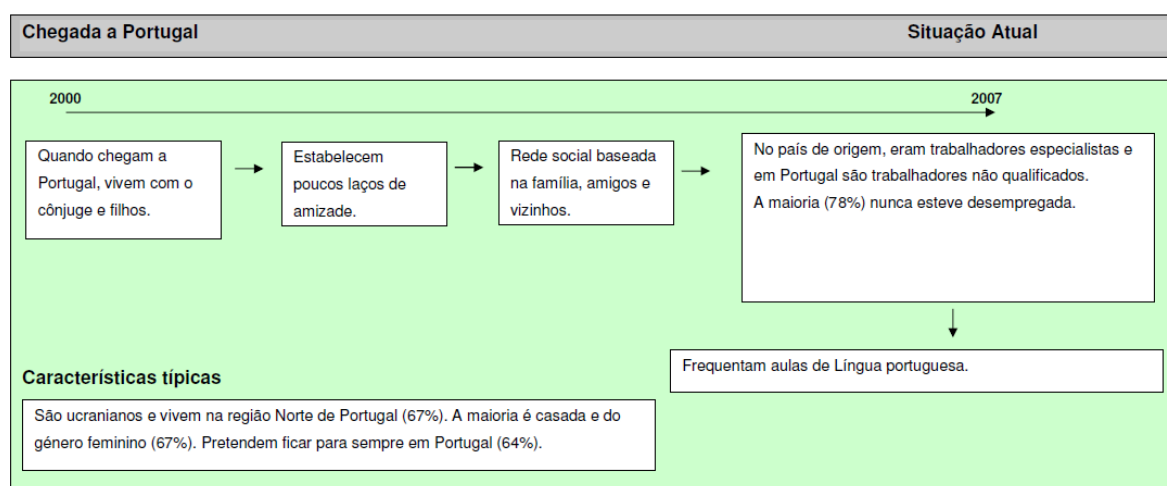 Chegada a Portugal
Situação Atual
2000
2007
Quando chegam a
Portugal, vivem com o
cônjuge e filhos.
Estabelecem
poucos laços de
amizade.
Rede social baseada
na família, amigos e
vizinhos.
No país de origem, eram trabalhadores especialistas e
em Portugal são trabalhadores não qualificados.
A maioria (78%) nunca esteve desempregada.
Frequentam aulas de Língua portuguesa.
Características típicas
São ucranianos e vivem na região Norte de Portugal (67%). A maioria é casada e do
género feminino (67%). Pretendem ficar para sempre em Portugal (64%).